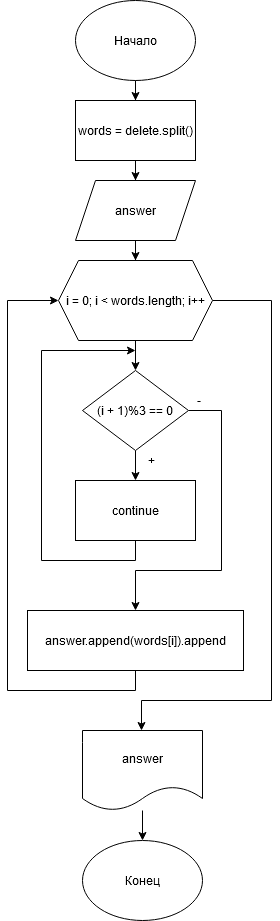 Начало
words = delete.split()
answer
i = 0; i < words.length; i++
(i + 1)%3 == 0
-
+
continue
answer.append(words[i]).append
answer
Конец